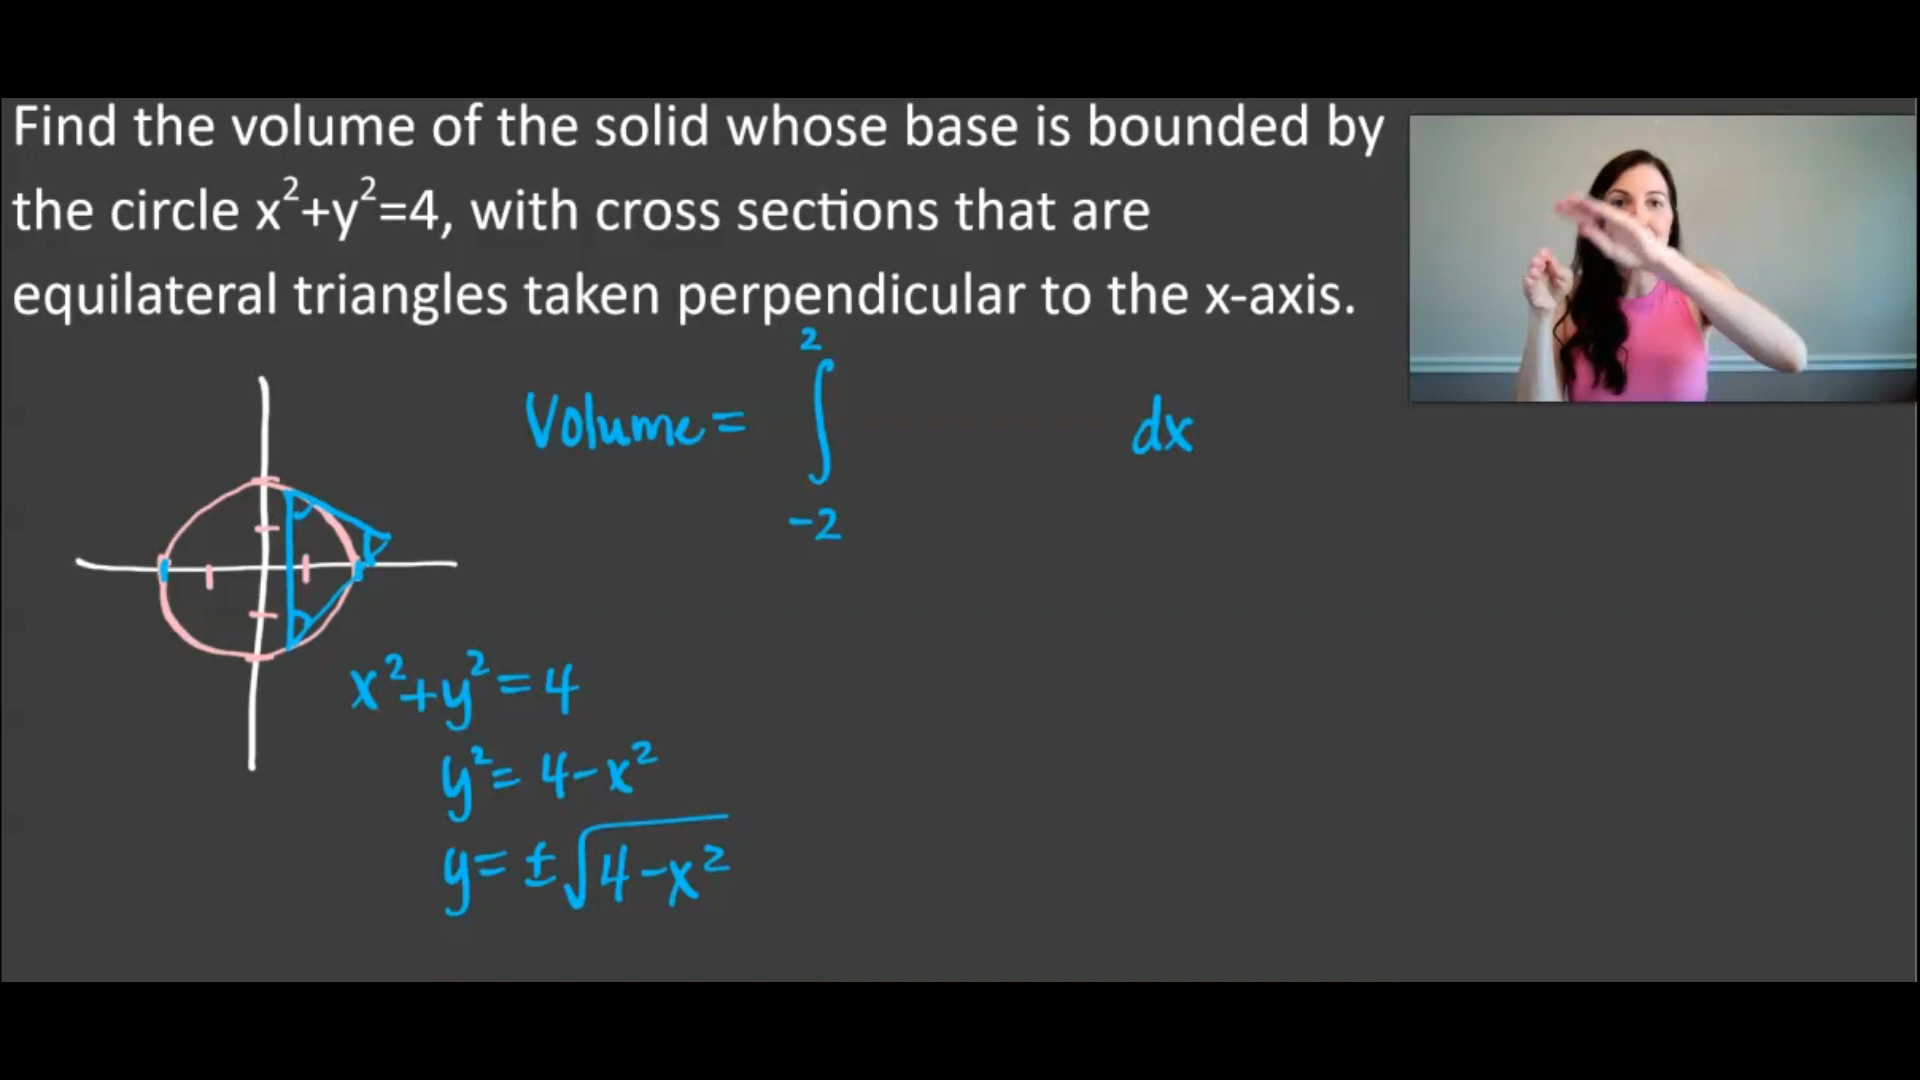 Find the volume of the solid whose base is bounded by
the circle x²+y²=4, with cross sections that are
equilateral triangles taken perpendicular to the x-axis.
Volume = ∫₋₂² dx
x²+y²=4
y²=4-x²
y=±√(4-x²)